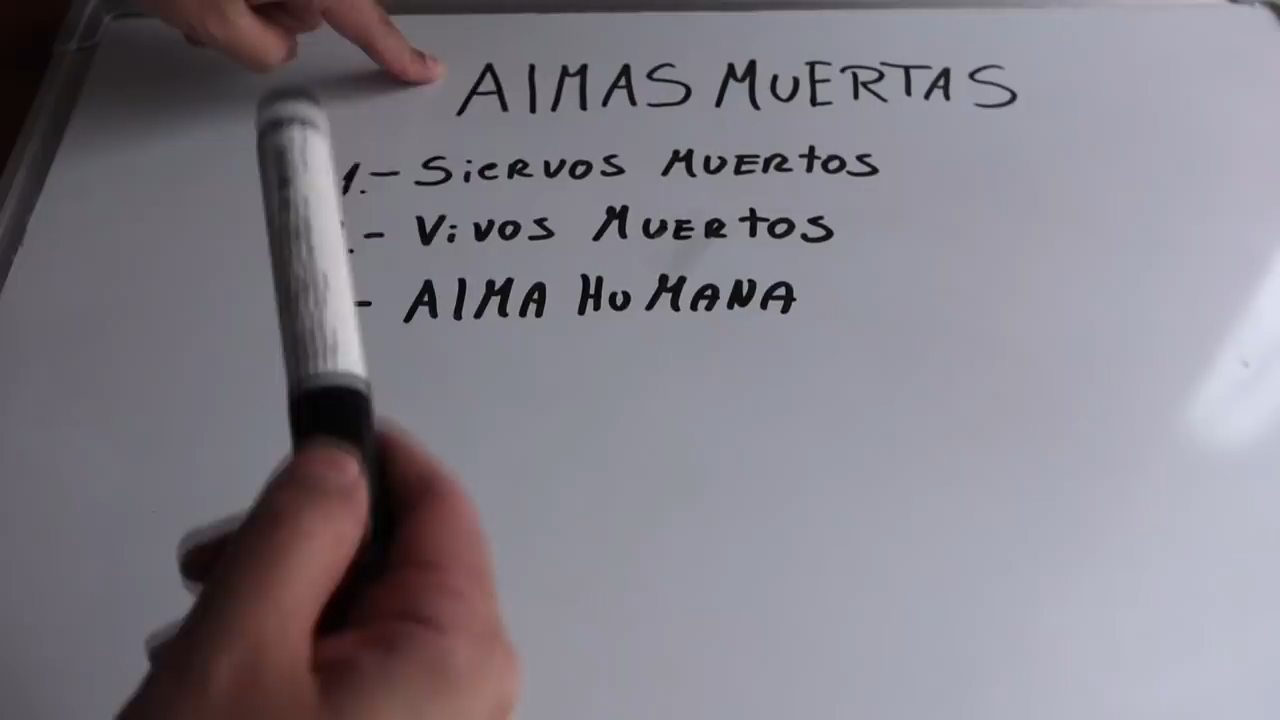 AlMAS MUERTAS
1.- SiERVOS MUERtOS
.- ViVOS MUERtOS
- AlMA HuMANA